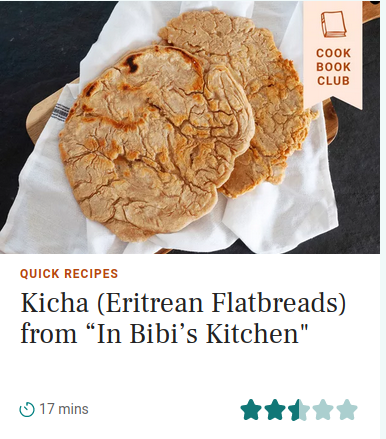 COOK
BOOK
CLUB
QUICK RECIPES
Kicha (Eritrean Flatbreads)
from “In Bibi’s Kitchen"
17 mins